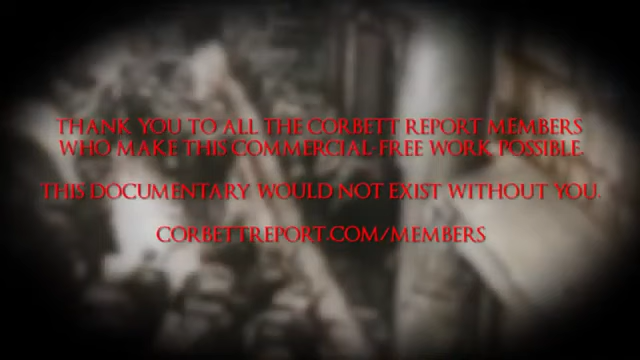 THANK YOU TO ALL THE CORBETT REPORT MEMBERS
WHO MAKE THIS COMMERCIAL-FREE WORK POSSIBLE.
THIS DOCUMENTARY WOULD NOT EXIST WITHOUT YOU.
CORBETTREPORT.COM/MEMBERS